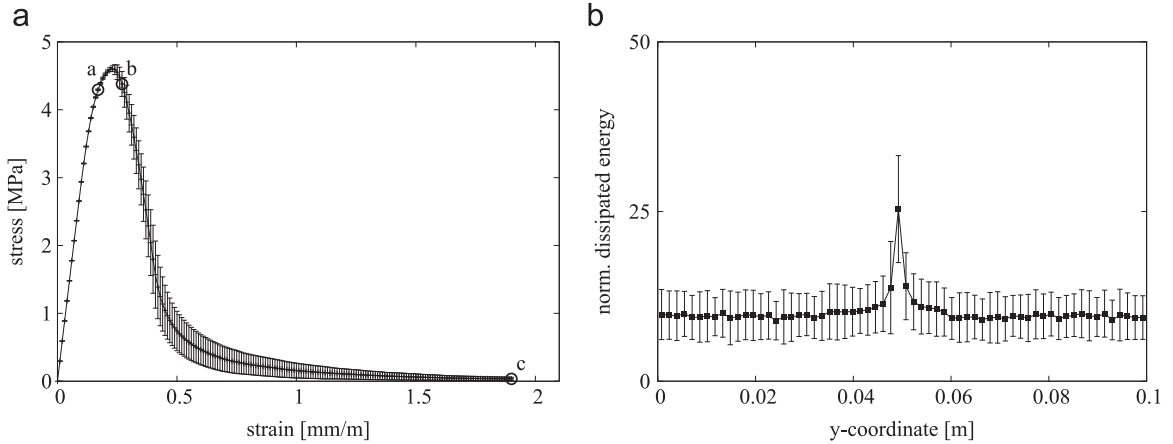 a
5
4
3
2
1
0
stress [MPa]
a
b
c
0
0.5
1
1.5
2
strain [mm/m]
b
50
25
0
norm. dissipated energy
0
0.02
0.04
0.06
0.08
0.1
y-coordinate [m]